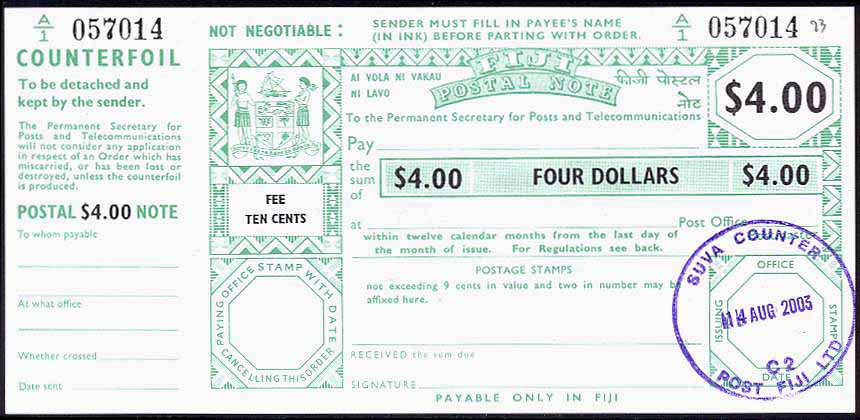 A/1 057014
COUNTERFOIL
To be detached and
kept by the sender.
The Permanent Secretary for
Posts and Telecommunications
will not consider any application
in respect of an Order which has
miscarried, or has been lost or
destroyed, unless the counterfoil
is produced.
POSTAL $4.00 NOTE
To whom payable
At what office
Whether crossed
Date sent
NOT NEGOTIABLE:
SENDER MUST FILL IN PAYEE'S NAME
(IN INK) BEFORE PARTING WITH ORDER.
A/1 057014 23
FIJI
POSTAL NOTE
AI VOLA NI VAKAU
NI LAVO
फीजी पोस्टल
नोट
$4.00
To the Permanent Secretary for Posts and Telecommunications
Pay
the
sum
of
$4.00 FOUR DOLLARS $4.00
FEE
TEN CENTS
at Post Office
within twelve calendar months from the last day of
the month of issue. For Regulations see back.
POSTAGE STAMPS
not exceeding 9 cents in value and two in number may be
affixed here.
PAYING OFFICE STAMP WITH DATE
CANCELLING THIS ORDER
ISSUING OFFICE STAMP
DATE
SUVA COUNTER
14 AUG 2003
C2
POST FIJI LTD
RECEIVED the sum due
SIGNATURE
PAYABLE ONLY IN FIJI